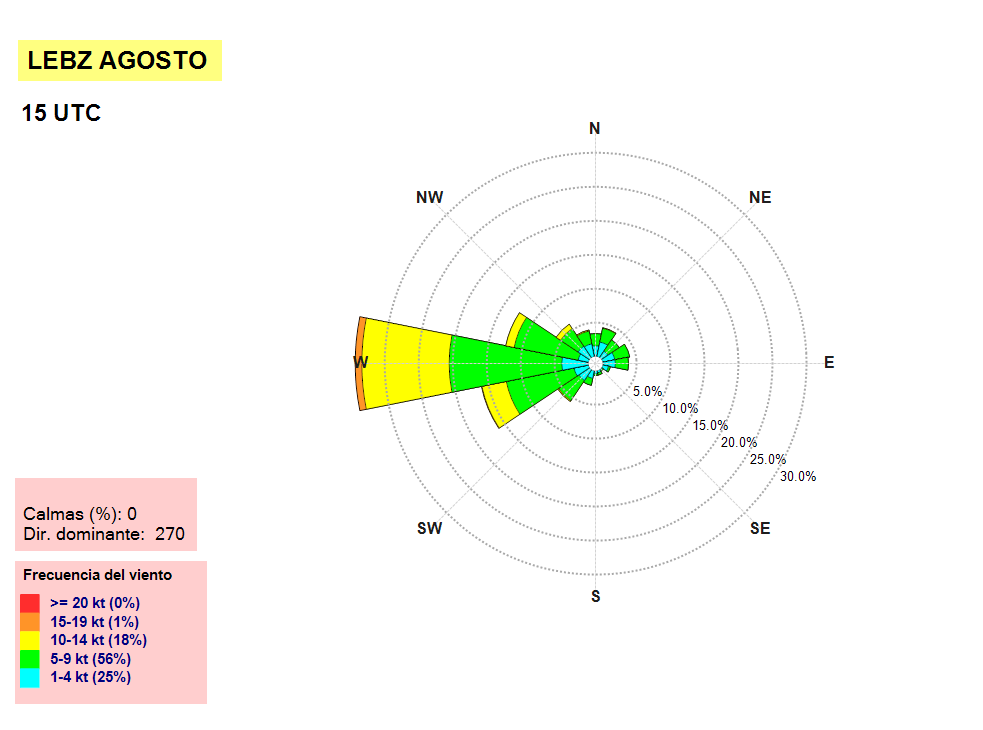 LEBZ AGOSTO
15 UTC
N
NW
NE
W
E
5.0%
10.0%
15.0%
20.0%
25.0%
30.0%
SW
SE
S
Calmas (%): 0
Dir. dominante: 270
Frecuencia del viento
>= 20 kt (0%)
15-19 kt (1%)
10-14 kt (18%)
5-9 kt (56%)
1-4 kt (25%)